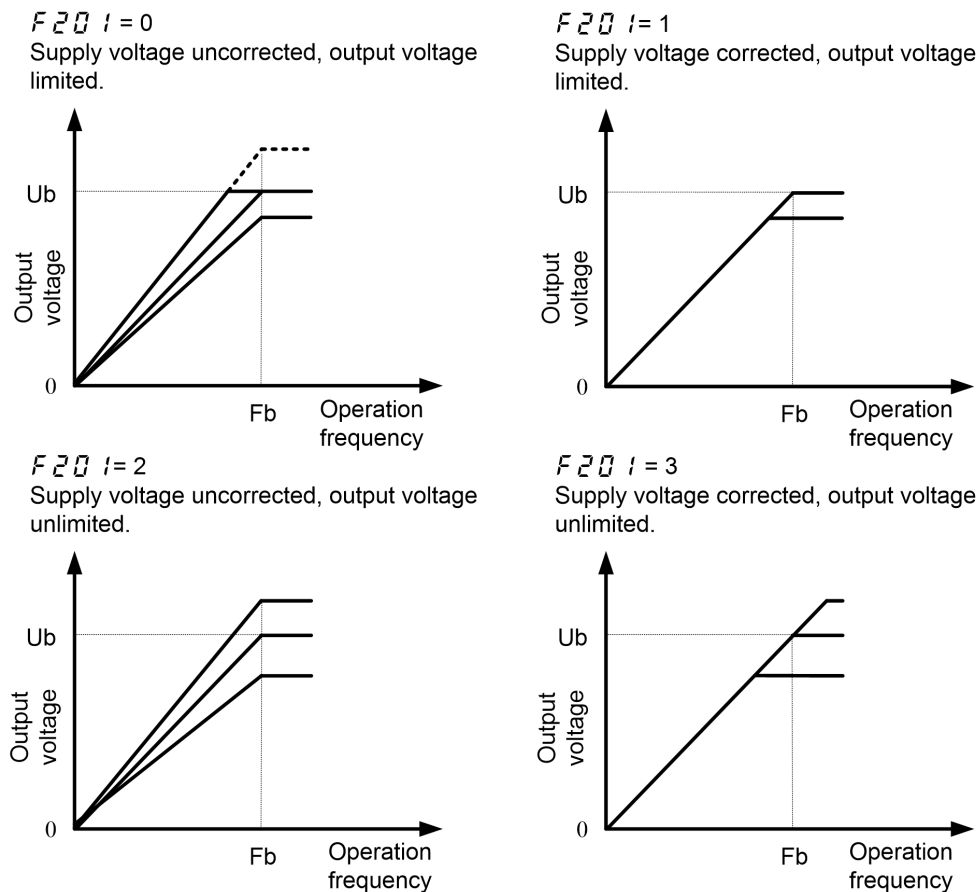 F201 = 0
Supply voltage uncorrected, output voltage
limited.
Ub
Output
voltage
0
Fb
Operation
frequency
F201 = 1
Supply voltage corrected, output voltage
limited.
Ub
Output
voltage
0
Fb
Operation
frequency
F201 = 2
Supply voltage uncorrected, output voltage
unlimited.
Ub
Output
voltage
0
Fb
Operation
frequency
F201 = 3
Supply voltage corrected, output voltage
unlimited.
Ub
Output
voltage
0
Fb
Operation
frequency